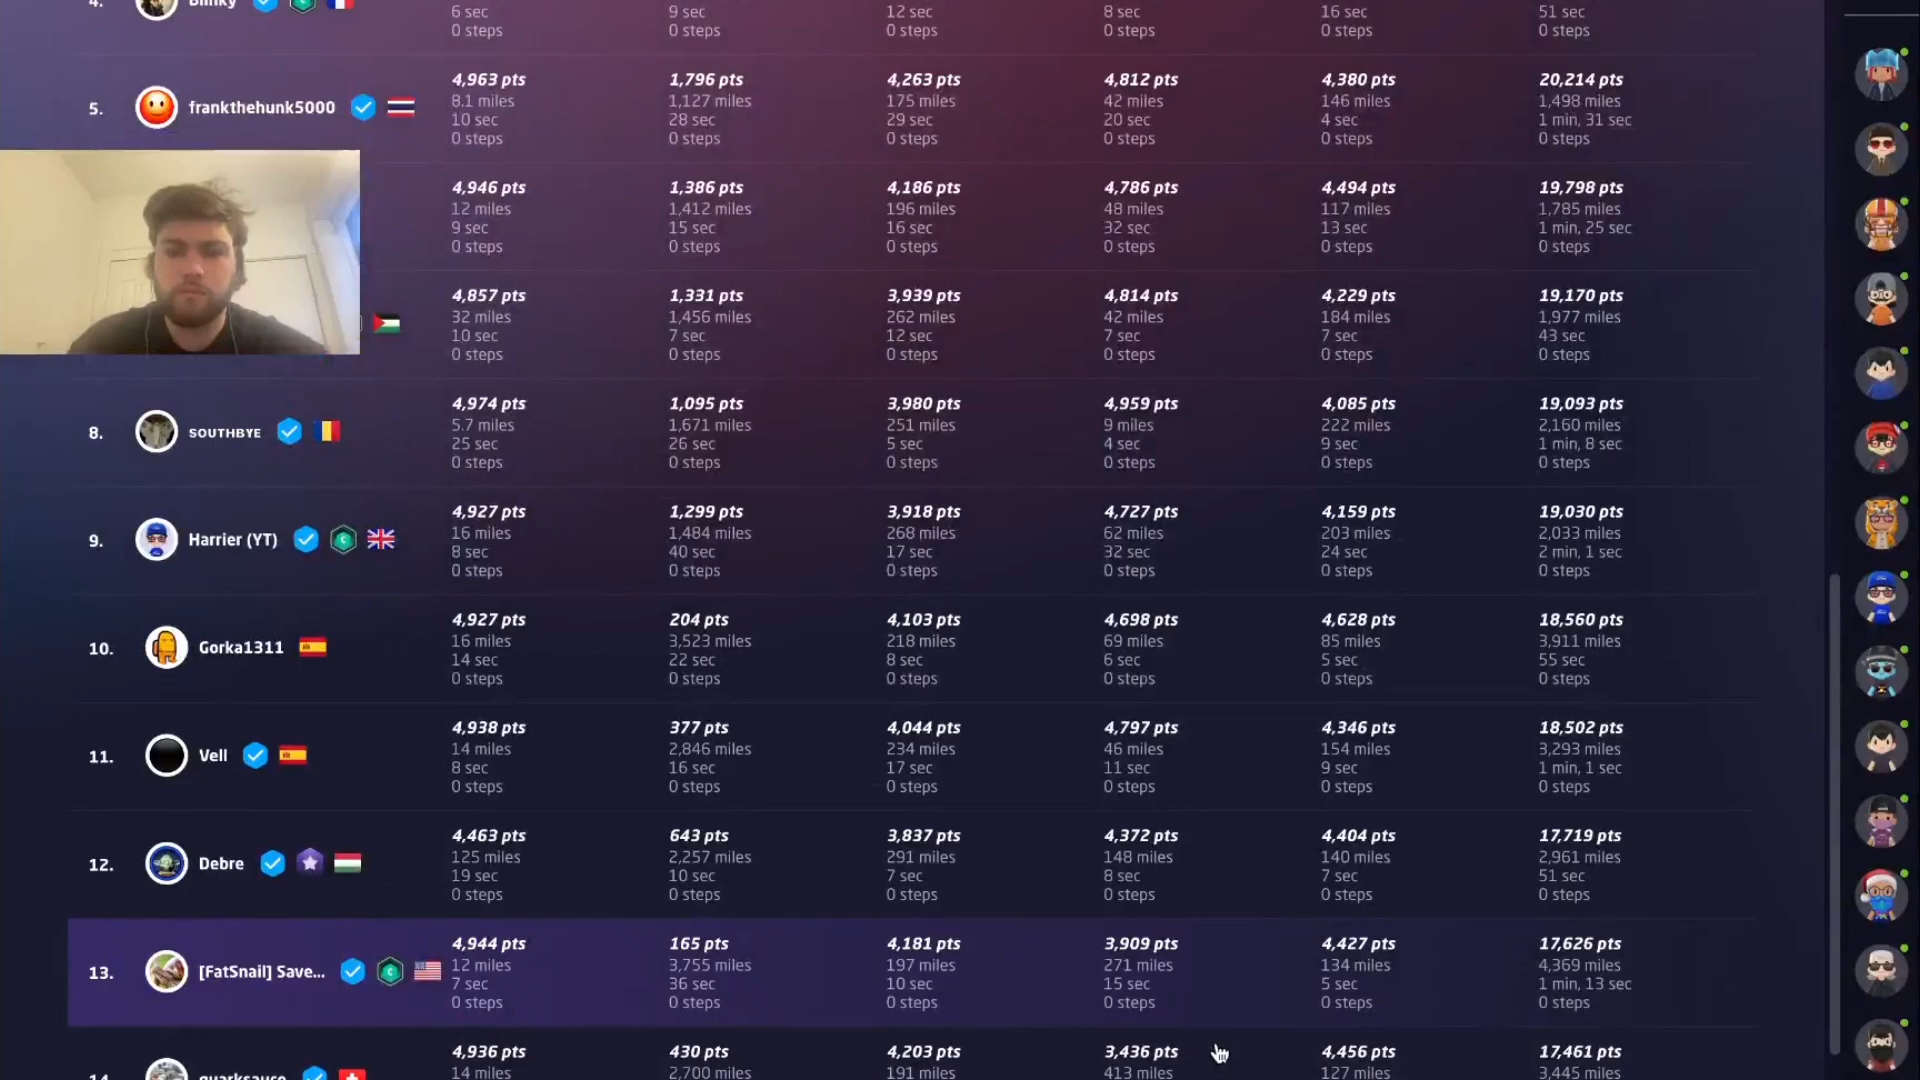 4. Blinky
6 sec 9 sec 12 sec 8 sec 16 sec 51 sec
0 steps 0 steps 0 steps 0 steps 0 steps 0 steps
4,963 pts 1,796 pts 4,263 pts 4,812 pts 4,380 pts 20,214 pts
5. frankthehunk5000 8.1 miles 1,127 miles 175 miles 42 miles 146 miles 1,498 miles
10 sec 28 sec 29 sec 20 sec 4 sec 1 min, 31 sec
0 steps 0 steps 0 steps 0 steps 0 steps 0 steps
4,946 pts 1,386 pts 4,186 pts 4,786 pts 4,494 pts 19,798 pts
12 miles 1,412 miles 196 miles 48 miles 117 miles 1,785 miles
9 sec 15 sec 16 sec 32 sec 13 sec 1 min, 25 sec
0 steps 0 steps 0 steps 0 steps 0 steps 0 steps
4,857 pts 1,331 pts 3,939 pts 4,814 pts 4,229 pts 19,170 pts
32 miles 1,456 miles 262 miles 42 miles 184 miles 1,977 miles
10 sec 7 sec 12 sec 7 sec 7 sec 43 sec
0 steps 0 steps 0 steps 0 steps 0 steps 0 steps
4,974 pts 1,095 pts 3,980 pts 4,959 pts 4,085 pts 19,093 pts
8. SOUTHBYE 5.7 miles 1,671 miles 251 miles 9 miles 222 miles 2,160 miles
25 sec 26 sec 5 sec 4 sec 9 sec 1 min, 8 sec
0 steps 0 steps 0 steps 0 steps 0 steps 0 steps
4,927 pts 1,299 pts 3,918 pts 4,727 pts 4,159 pts 19,030 pts
9. Harrier (YT) 16 miles 1,484 miles 268 miles 62 miles 203 miles 2,033 miles
8 sec 40 sec 17 sec 32 sec 24 sec 2 min, 1 sec
0 steps 0 steps 0 steps 0 steps 0 steps 0 steps
4,927 pts 204 pts 4,103 pts 4,698 pts 4,628 pts 18,560 pts
10. Gorka1311 16 miles 3,523 miles 218 miles 69 miles 85 miles 3,911 miles
14 sec 22 sec 8 sec 6 sec 5 sec 55 sec
0 steps 0 steps 0 steps 0 steps 0 steps 0 steps
4,938 pts 377 pts 4,044 pts 4,797 pts 4,346 pts 18,502 pts
11. Vell 14 miles 2,846 miles 234 miles 46 miles 154 miles 3,293 miles
8 sec 16 sec 17 sec 11 sec 9 sec 1 min, 1 sec
0 steps 0 steps 0 steps 0 steps 0 steps 0 steps
4,463 pts 643 pts 3,837 pts 4,372 pts 4,404 pts 17,719 pts
12. Debre 125 miles 2,257 miles 291 miles 148 miles 140 miles 2,961 miles
19 sec 10 sec 7 sec 8 sec 7 sec 51 sec
0 steps 0 steps 0 steps 0 steps 0 steps 0 steps
4,944 pts 165 pts 4,181 pts 3,909 pts 4,427 pts 17,626 pts
13. [FatSnail] Save... 12 miles 3,755 miles 197 miles 271 miles 134 miles 4,369 miles
7 sec 36 sec 10 sec 15 sec 5 sec 1 min, 13 sec
0 steps 0 steps 0 steps 0 steps 0 steps 0 steps
4,936 pts 430 pts 4,203 pts 3,436 pts 4,456 pts 17,461 pts
14. quarksauce 14 miles 2,700 miles 191 miles 413 miles 127 miles 3,445 miles